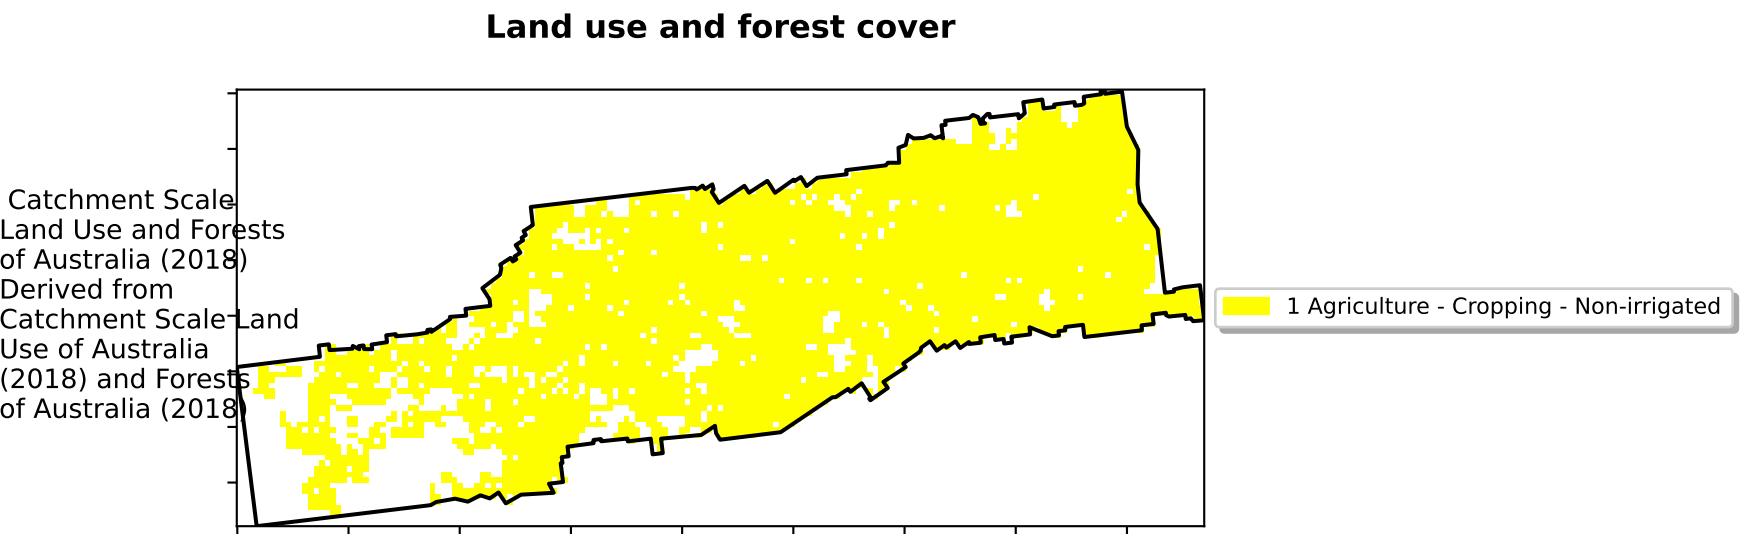 Land use and forest cover
Catchment Scale
Land Use and Forests
of Australia (2018)
Derived from
Catchment Scale Land
Use of Australia
(2018) and Forests
of Australia (2018)
1 Agriculture - Cropping - Non-irrigated